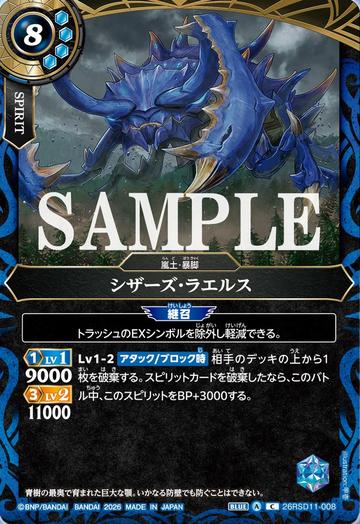 8
SPIRIT
SAMPLE
嵐土・暴脚
シザーズ・ラエルス
継召
トラッシュのEXシンボルを除外し軽減できる。
1 LV1
9000
3 LV2
11000
Lv1-2 アタック/ブロック時 相手のデッキの上から1
枚を破棄する。スピリットカードを破棄したなら、このバト
ル中、このスピリットをBP+3000する。
青樹の最奥で育まれた巨大な顎。いかなる防壁でも防ぐことはできない。
©BNP/BANDAI BANDAI 2026 MADE IN JAPAN
BLUE A C 26RSD11-008